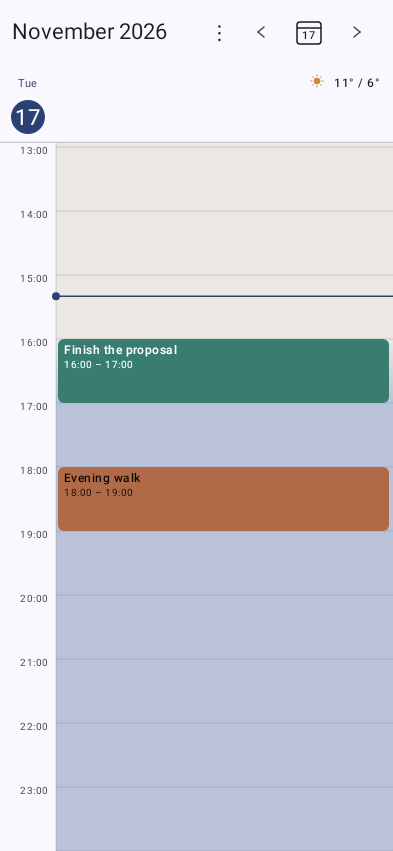 November 2026
17
Tue
11° / 6°
17
13:00
14:00
15:00
16:00
Finish the proposal
16:00 – 17:00
17:00
18:00
Evening walk
18:00 – 19:00
19:00
20:00
21:00
22:00
23:00